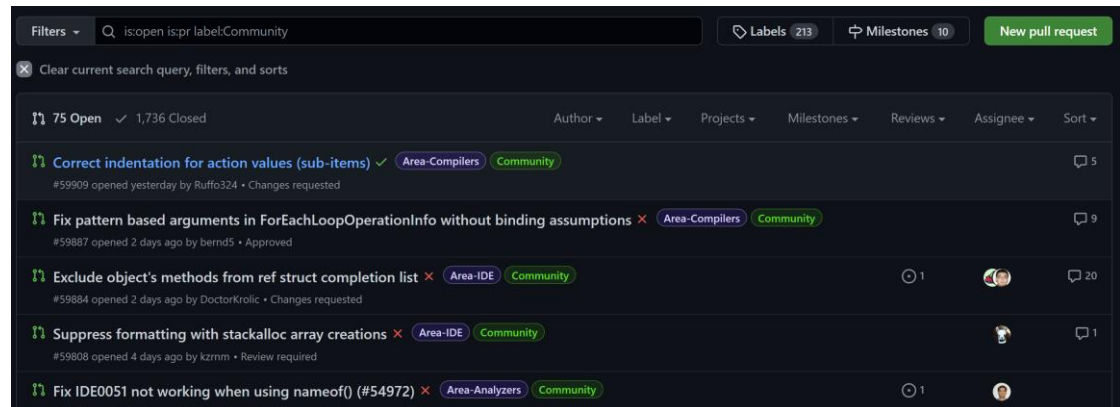 Filters is:open is:pr label:Community Labels 213 Milestones 10 New pull request
Clear current search query, filters, and sorts
75 Open 1,736 Closed Author Label Projects Milestones Reviews Assignee Sort
Correct indentation for action values (sub-items) Area-Compilers Community 5
#59909 opened yesterday by Ruffo324 • Changes requested
Fix pattern based arguments in ForEachLoopOperationInfo without binding assumptions Area-Compilers Community 9
#59887 opened 2 days ago by bernd5 • Approved
Exclude object's methods from ref struct completion list Area-IDE Community 1 20
#59884 opened 2 days ago by DoctorKrolic • Changes requested
Suppress formatting with stackalloc array creations Area-IDE Community 1
#59808 opened 4 days ago by kzrnm • Review required
Fix IDE0051 not working when using nameof() (#54972) Area-Analyzers Community 1